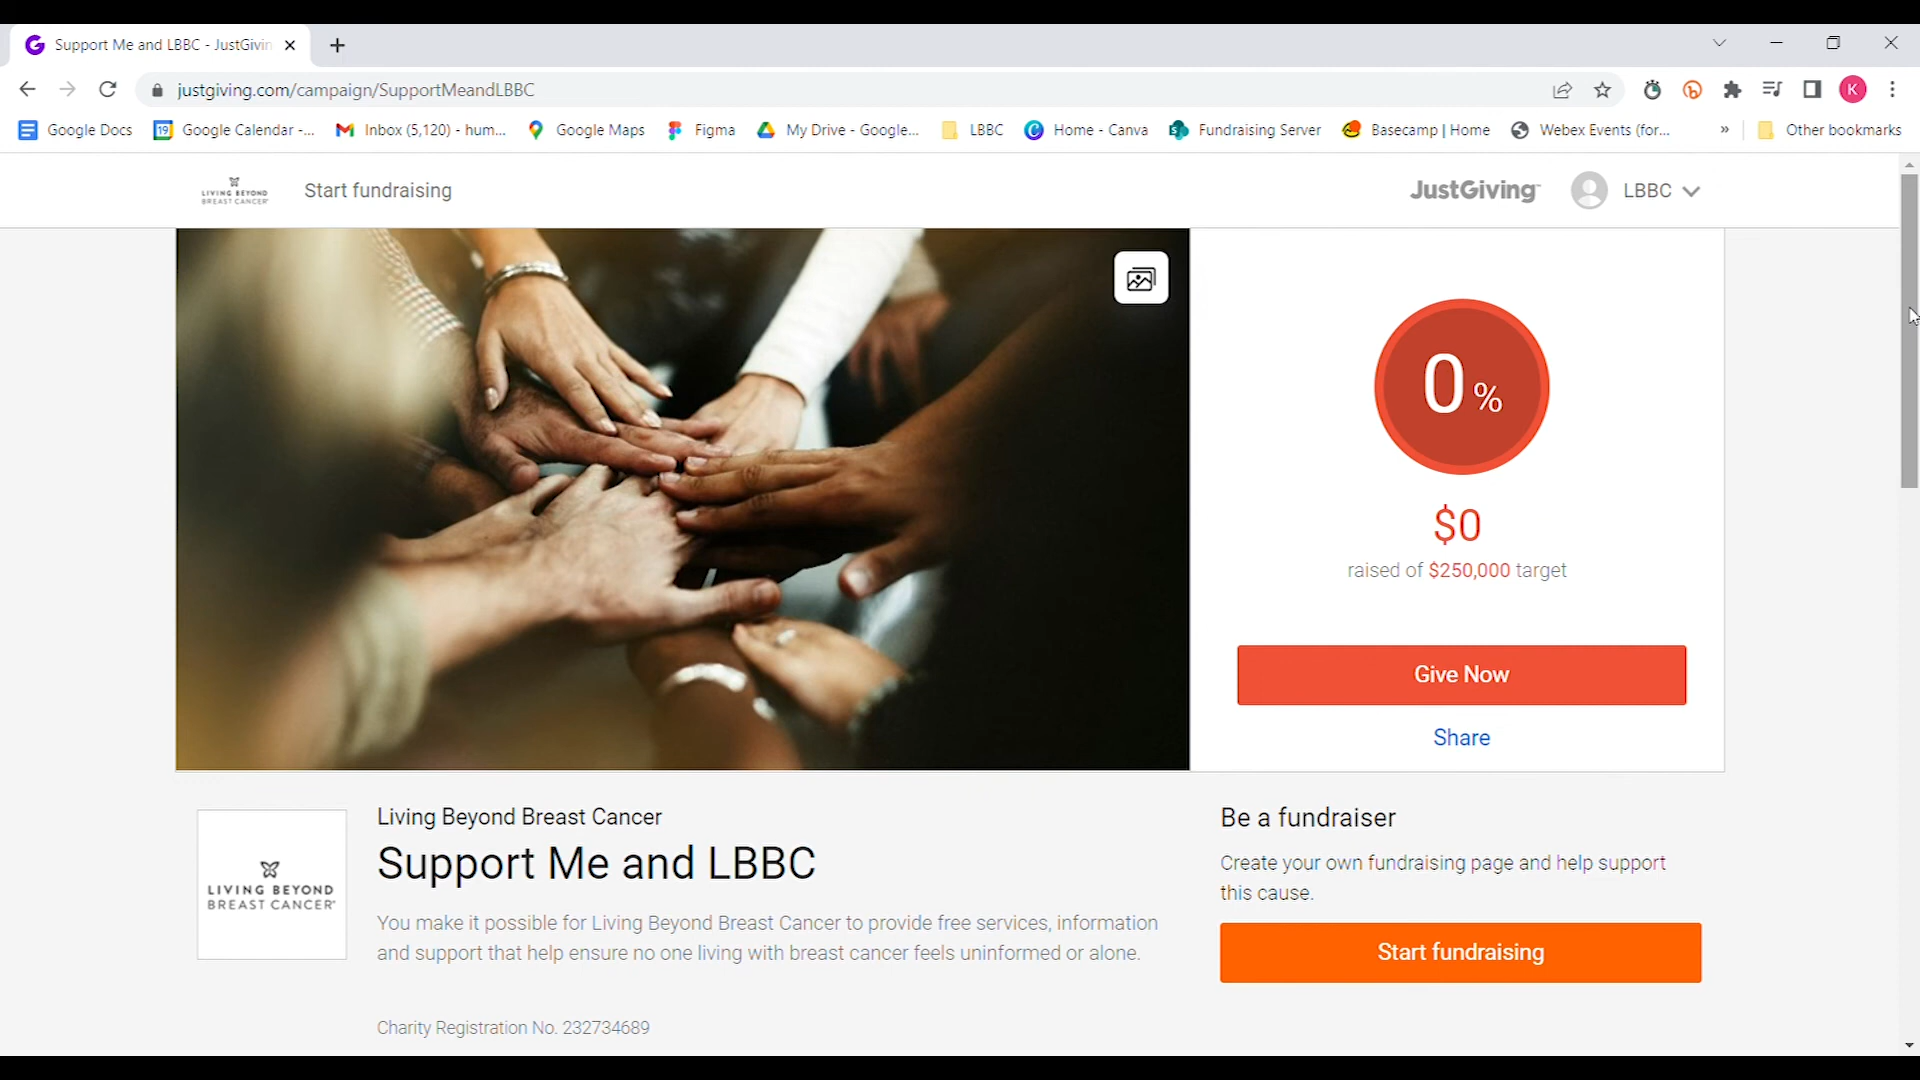 Support Me and LBBC - JustGivin
justgiving.com/campaign/SupportMeandLBBC
K
Google Docs
19
Google Calendar -...
Inbox (5,120) - hum...
Google Maps
Figma
My Drive - Google...
LBBC
Home - Canva
Fundraising Server
Basecamp | Home
Webex Events (for...
»
Other bookmarks
LIVING BEYOND
BREAST CANCER
Start fundraising
JustGiving
LBBC
0%
$0
raised of $250,000 target
Give Now
Share
LIVING BEYOND
BREAST CANCER
Living Beyond Breast Cancer
Support Me and LBBC
You make it possible for Living Beyond Breast Cancer to provide free services, information
and support that help ensure no one living with breast cancer feels uninformed or alone.
Charity Registration No. 232734689
Be a fundraiser
Create your own fundraising page and help support
this cause.
Start fundraising